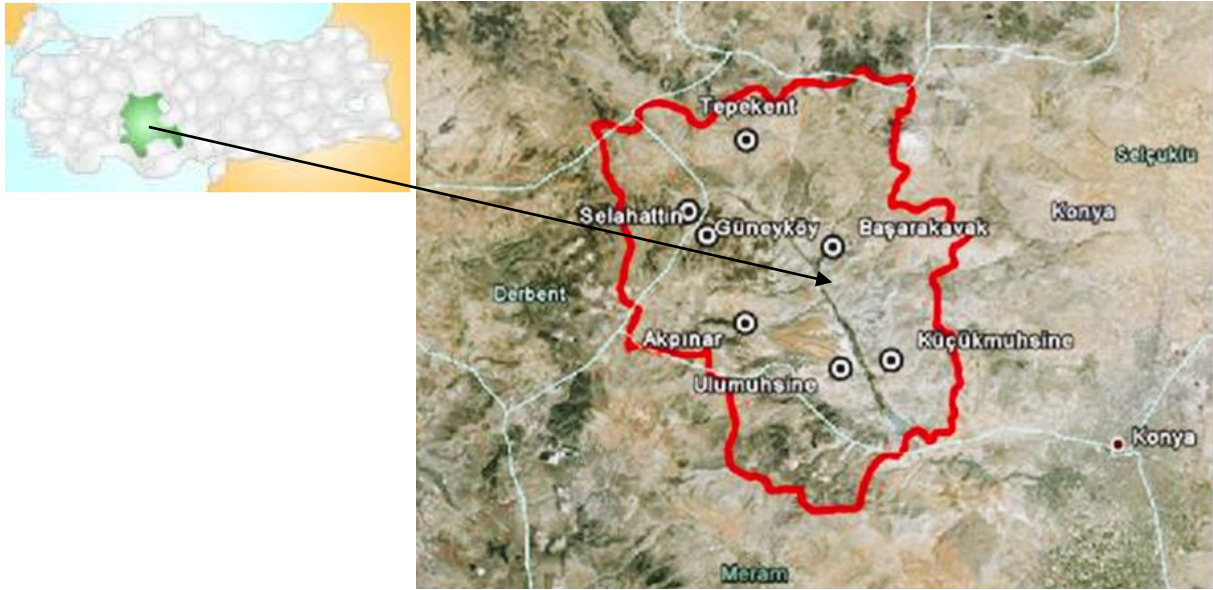 Tepekent
Selçuklu
Selahattin
Güneyköy
Başarakavak
Konya
Derbent
Akpınar
Küçükmuhsine
Ulumuhsine
Konya
Meram